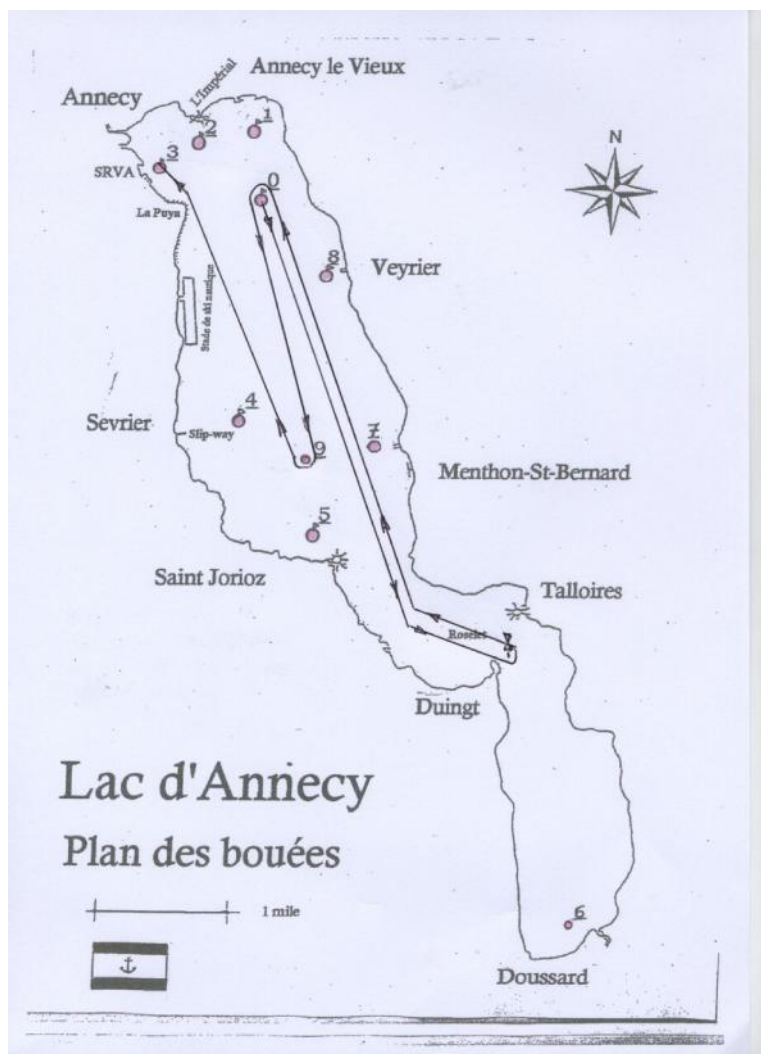 Annecy le Vieux
L'Impérial
Annecy
1
2
3
SRVA
0
La Puya
N
8
Veyrier
Stade de ski nautique
4
Sevrier
Slip-way
7
9
Menthon-St-Bernard
5
Saint Jorioz
Talloires
Roselet
Duingt
Lac d'Annecy
Plan des bouées
1 mile
6
Doussard